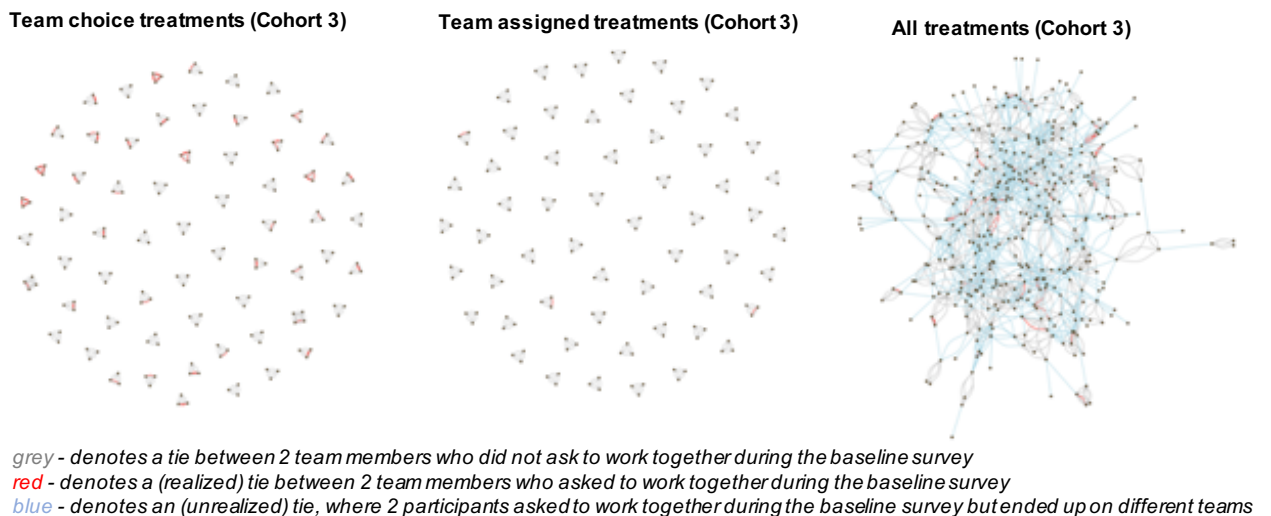 Team choice treatments (Cohort 3)
Team assigned treatments (Cohort 3)
All treatments (Cohort 3)
grey - denotes a tie between 2 team members who did not ask to work together during the baseline survey
red - denotes a (realized) tie between 2 team members who asked to work together during the baseline survey
blue - denotes an (unrealized) tie, where 2 participants asked to work together during the baseline survey but ended up on different teams